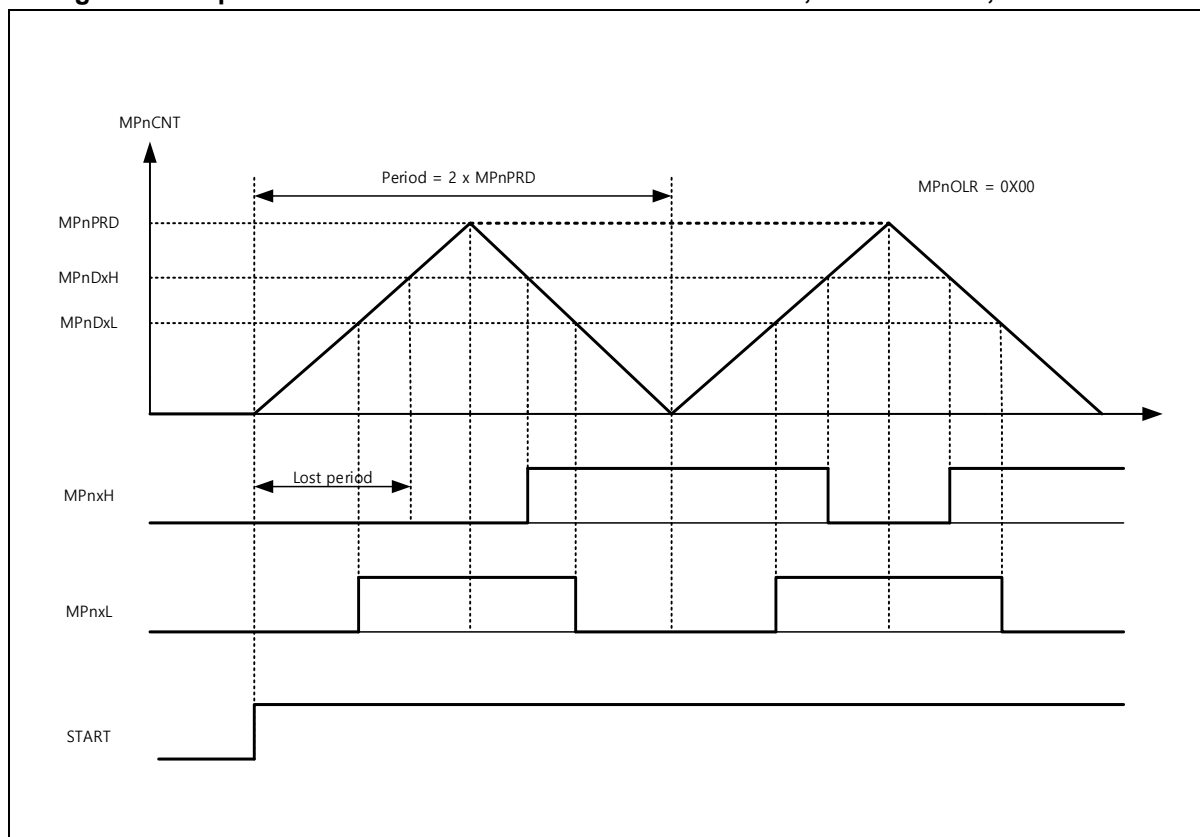 MPnCNT
Period = 2 x MPnPRD
MPnOLR = 0X00
MPnPRD
MPnDxH
MPnDxL
Lost period
MPnxH
MPnxL
START